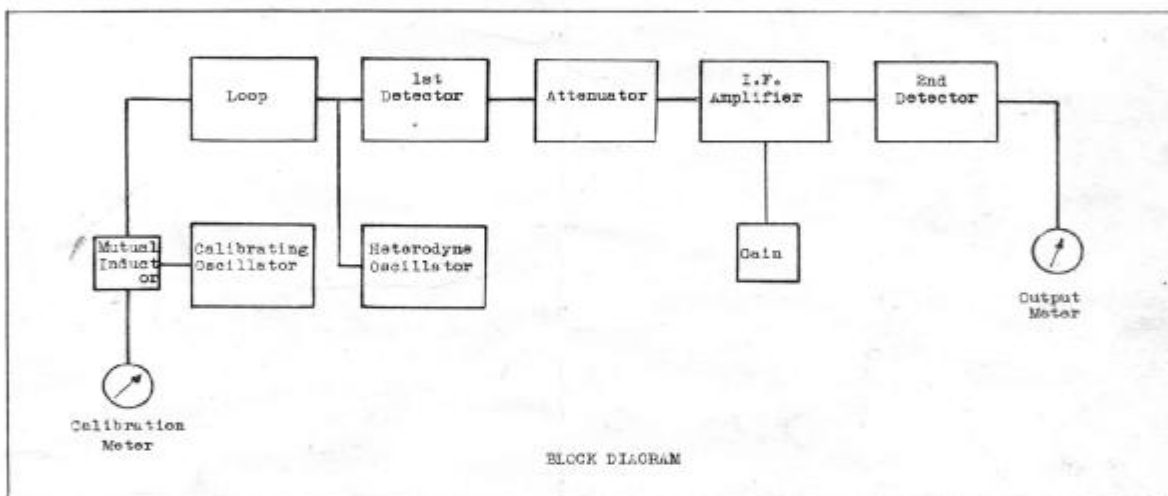 Loop
1st
Detector
Attenuator
I.F.
Amplifier
2nd
Detector
Mutual
Induct
or
Calibrating
Oscillator
Heterodyne
Oscillator
Gain
Output
Meter
Calibration
Meter
BLOCK DIAGRAM